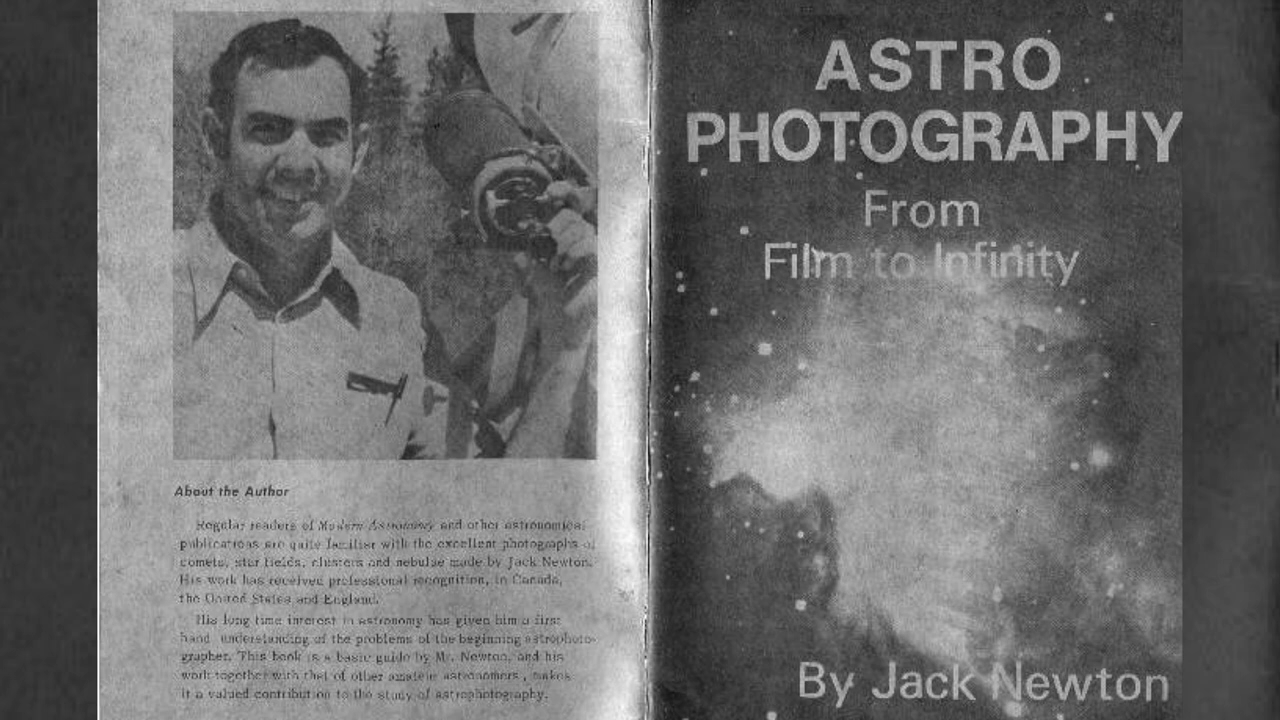 About the Author
Regular readers of Modern Astronomy and other astronomical
publications are quite familiar with the excellent photographs of
comets, star fields, clusters and nebulae made by Jack Newton.
His work has received professional recognition, in Canada,
the United States and England.
His long time interest in astronomy has given him a first
hand understanding of the problems of the beginning astrophoto-
grapher. This book is a basic guide by Mr. Newton, and his
work together with that of other amateur astronomers, makes
it a valued contribution to the study of astrophotography.
ASTRO
PHOTOGRAPHY
From
Film to Infinity
By Jack Newton